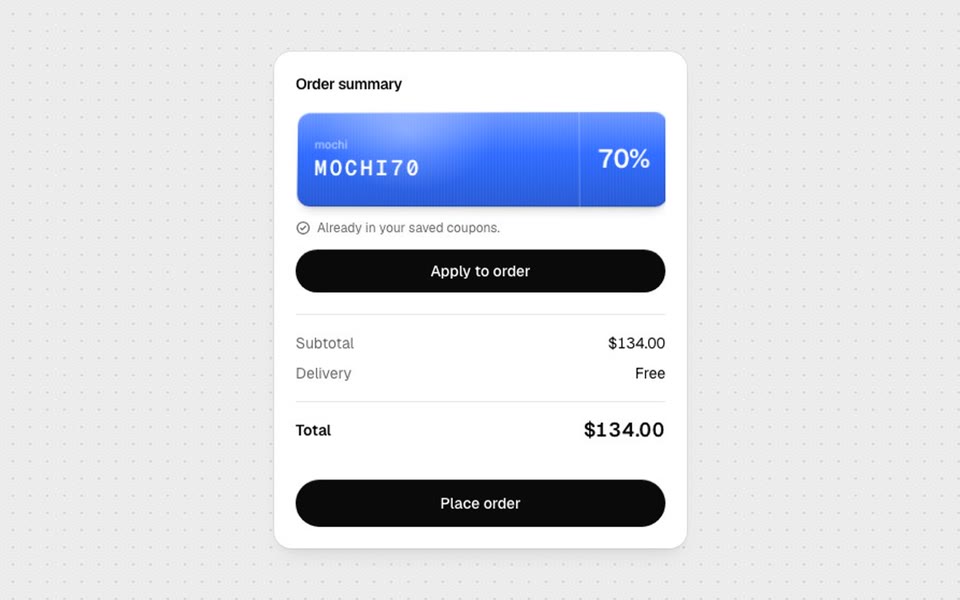 Order summary
mochi
MOCHI70
70%
Already in your saved coupons.
Apply to order
Subtotal $134.00
Delivery Free
Total $134.00
Place order